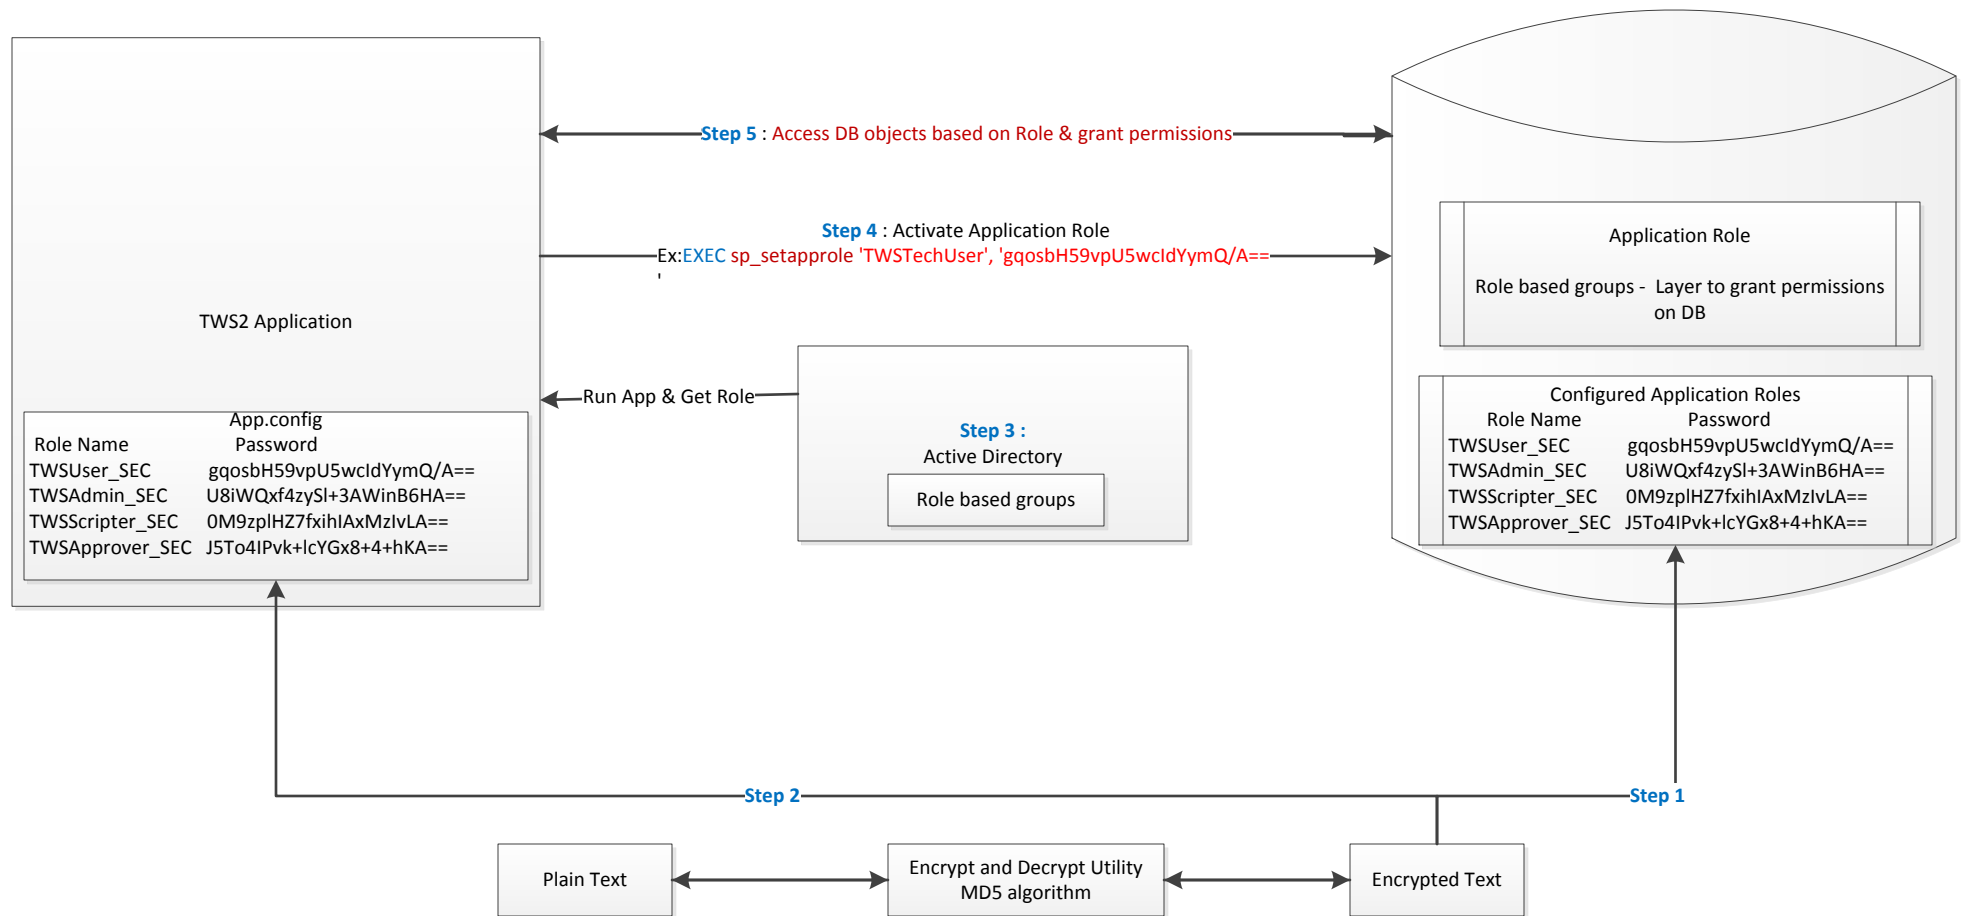 Step 5 : Access DB objects based on Role & grant permissions
Step 4 : Activate Application Role
Ex:EXEC sp_setapprole 'TWSTechUser', 'gqosbH59vpU5wcIdYymQ/A==
'
TWS2 Application
Run App & Get Role
App.config
Role Name Password
TWSUser_SEC gqosbH59vpU5wcIdYymQ/A==
TWSAdmin_SEC U8iWQxf4zySl+3AWinB6HA==
TWSScripter_SEC 0M9zplHZ7fxihIAxMzIvLA==
TWSApprover_SEC J5To4IPvk+lcYGx8+4+hKA==
Step 3 :
Active Directory
Role based groups
Application Role
Role based groups - Layer to grant permissions
on DB
Configured Application Roles
Role Name Password
TWSUser_SEC gqosbH59vpU5wcIdYymQ/A==
TWSAdmin_SEC U8iWQxf4zySl+3AWinB6HA==
TWSScripter_SEC 0M9zplHZ7fxihIAxMzIvLA==
TWSApprover_SEC J5To4IPvk+lcYGx8+4+hKA==
Step 2
Step 1
Plain Text
Encrypt and Decrypt Utility
MD5 algorithm
Encrypted Text